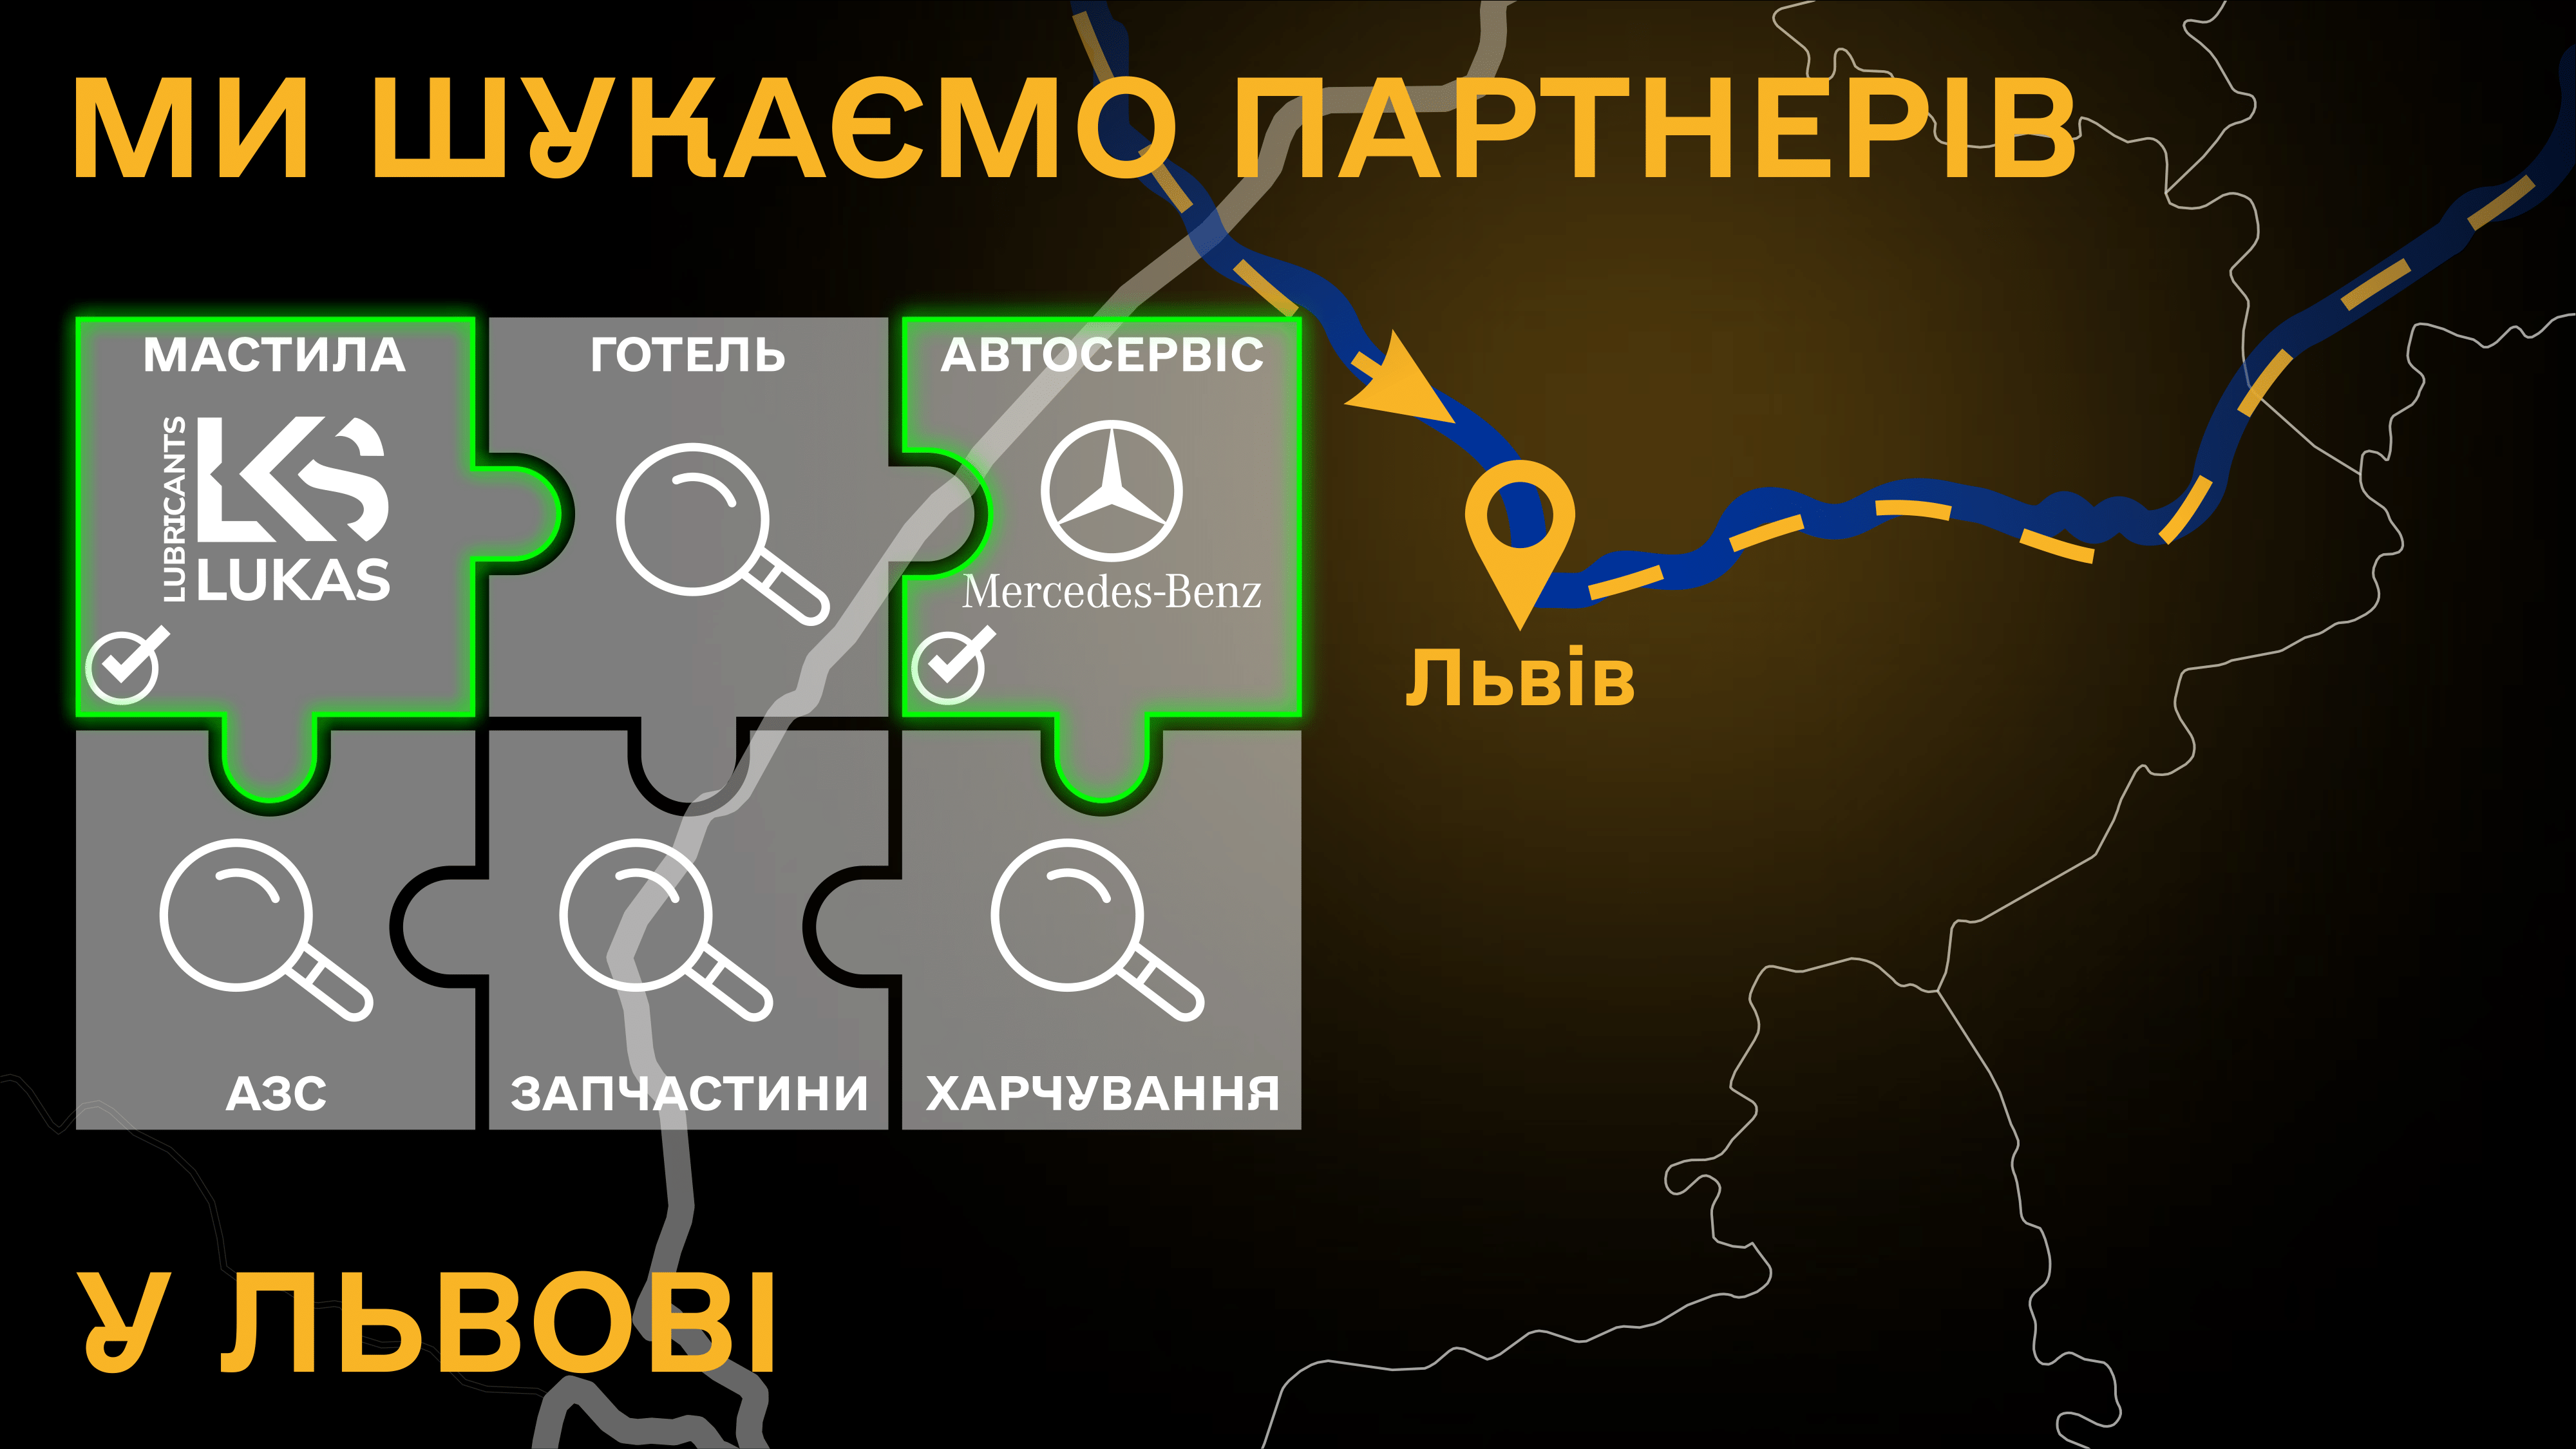 МИ ШУКАЄМО ПАРТНЕРІВ
МАСТИЛА
LUBRICANTS
LKS
LUKAS
ГОТЕЛЬ
АВТОСЕРВІС
Mercedes-Benz
Львів
АЗС
ЗАПЧАСТИНИ
ХАРЧУВАННЯ
У ЛЬВОВІ